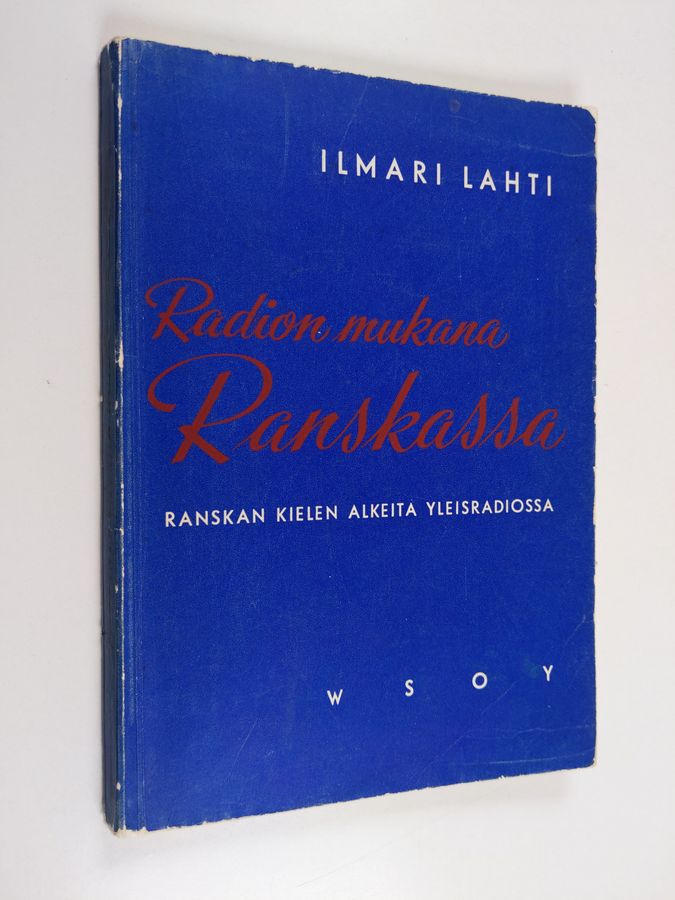 ILMARI LAHTI
Radion mukana
Ranskassa
RANSKAN KIELEN ALKEITA YLEISRADIOSSA
W S O Y